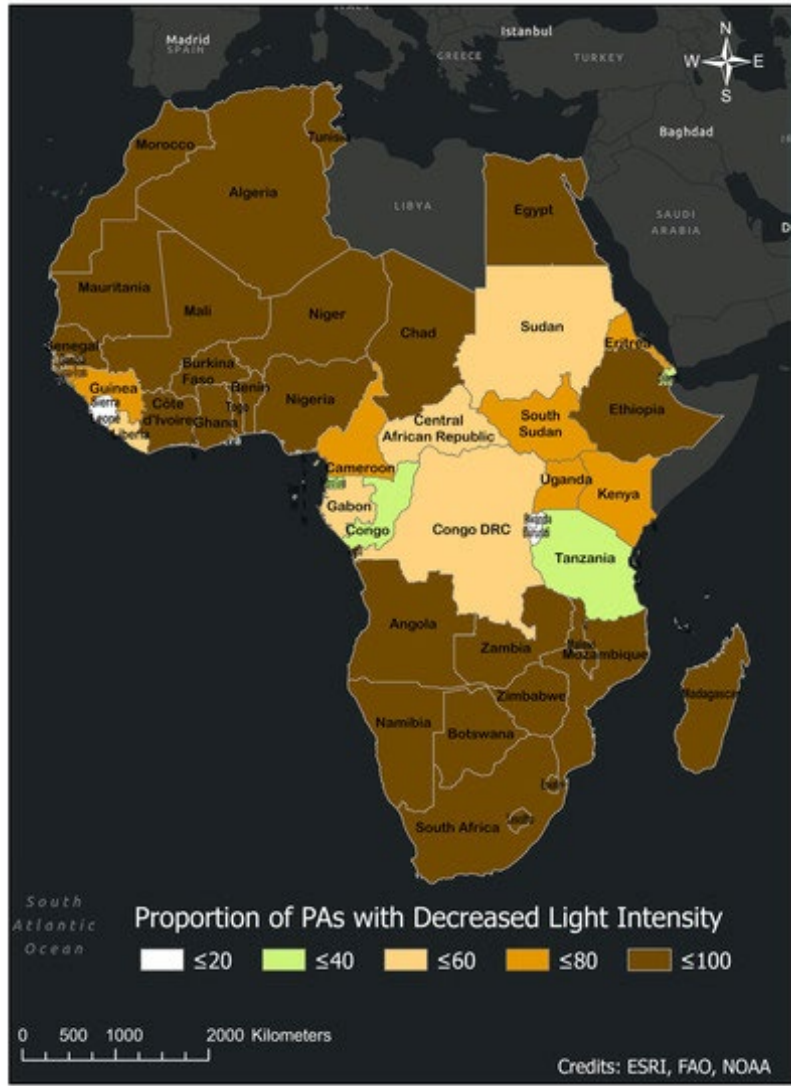 Madrid
SPAIN
Istanbul
GREECE
TURKEY
N
W E
S
Baghdad
Tunisia
Morocco
Algeria
LIBYA
Egypt
SAUDI
ARABIA
Mauritania
Mali
Niger
Chad
Sudan
Eritrea
Senegal
Burkina
Faso
Guinea
Benin
Nigeria
Ethiopia
Sierra
Leone
Côte
d'Ivoire
Ghana
Togo
Liberia
Central
African Republic
South
Sudan
Cameroon
Uganda
Kenya
Gabon
Congo
Congo DRC
Rwanda
Burundi
Tanzania
Angola
Zambia
Malawi
Mozambique
Madagascar
Zimbabwe
Namibia
Botswana
South Africa
Lesotho
South
Atlantic
Ocean
Proportion of PAs with Decreased Light Intensity
≤20 ≤40 ≤60 ≤80 ≤100
0 500 1000 2000 Kilometers
Credits: ESRI, FAO, NOAA